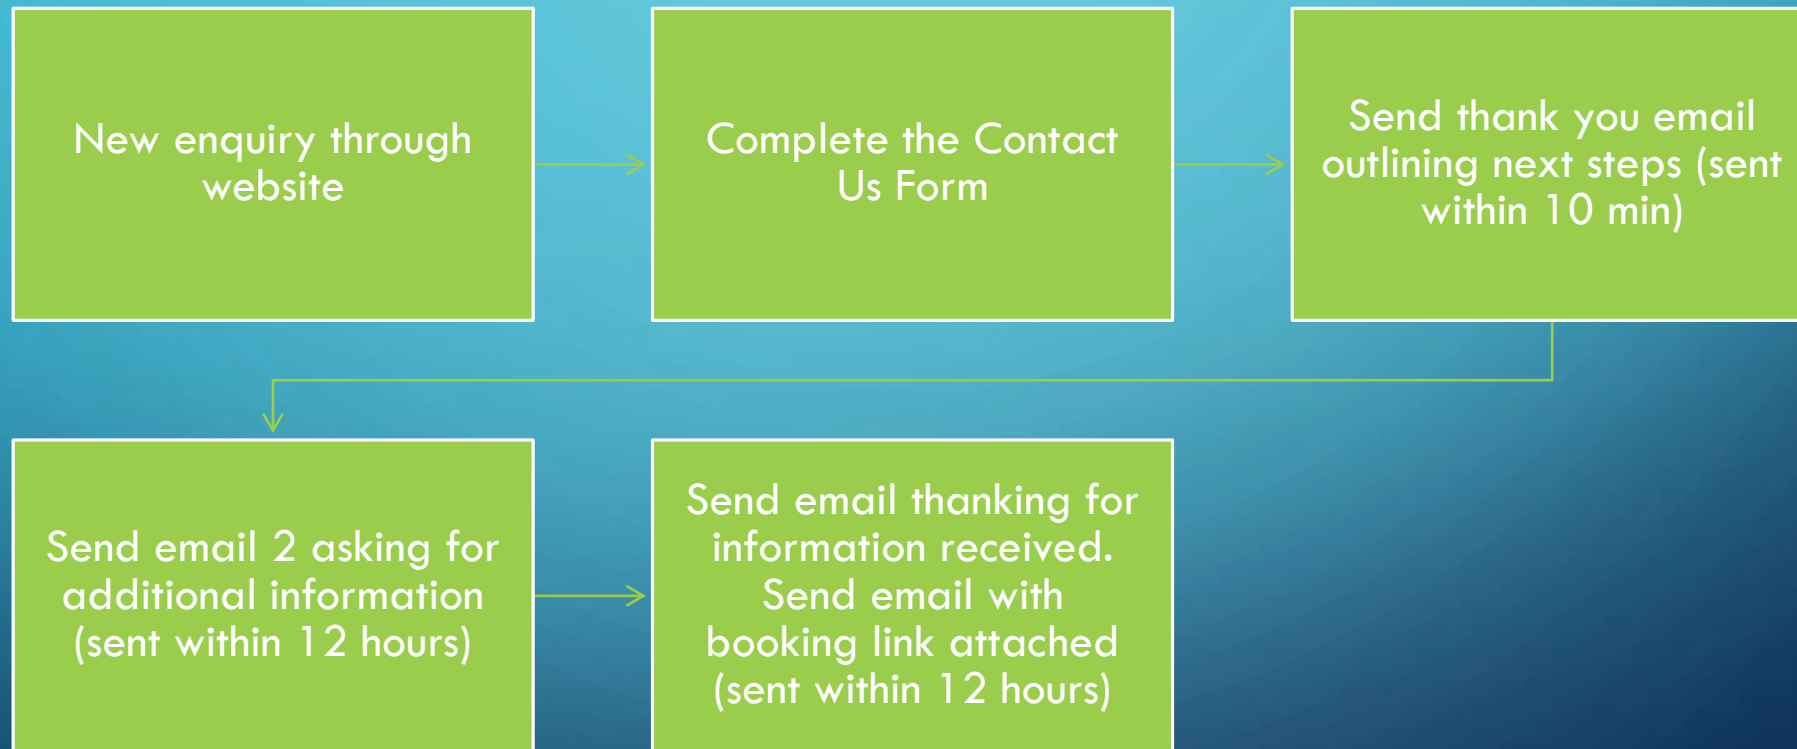 New enquiry through
website
Complete the Contact
Us Form
Send thank you email
outlining next steps (sent
within 10 min)
Send email 2 asking for
additional information
(sent within 12 hours)
Send email thanking for
information received.
Send email with
booking link attached
(sent within 12 hours)